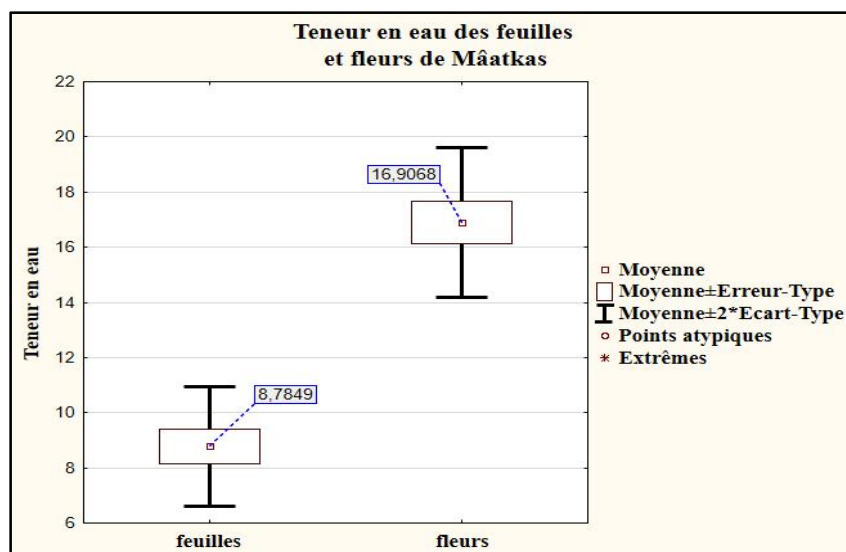 Teneur en eau des feuilles
et fleurs de Mâatkas
22
20
18
16
14
12
10
8
6
Teneur en eau
16,9068
8,7849
feuilles
fleurs
Moyenne
Moyenne±Erreur-Type
Moyenne±2*Ecart-Type
Points atypiques
Extrêmes